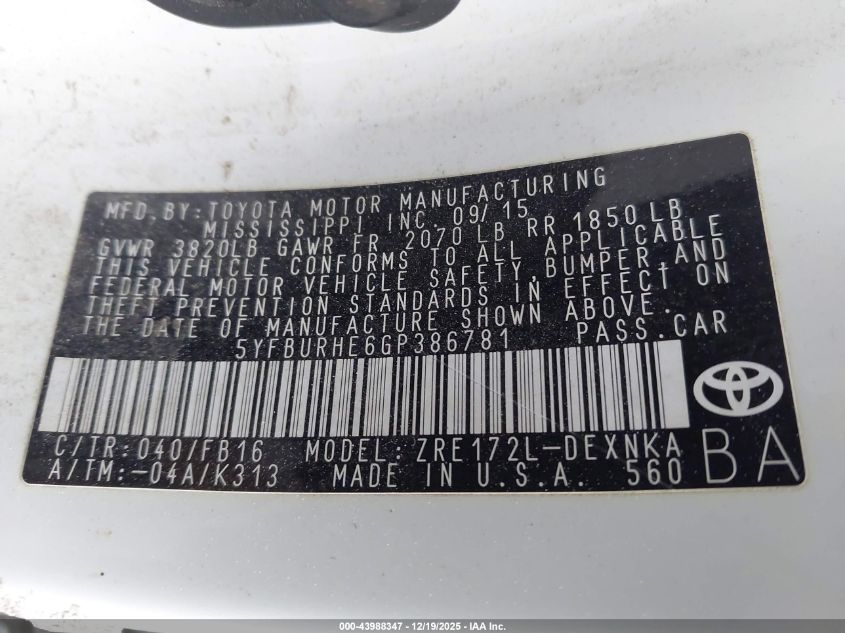 MFD.BY:TOYOTA MOTOR MANUFACTURING
MISSISSIPPI INC 09/15
GVWR 3820LB GAWR FR 2070 LB RR 1850 LB
THIS VEHICLE CONFORMS TO ALL APPLICABLE
FEDERAL MOTOR VEHICLE SAFETY,BUMPER,AND
THEFT PREVENTION STANDARDS IN EFFECT ON
THE DATE OF MANUFACTURE SHOWN ABOVE.
5YFBURHE6GP386781 PASS.CAR
C/TR:040/FB16 MODEL:ZRE172L-DEXNKA
A/TM:-04A/K313 MADE IN U.S.A. 560
BA
000-43988347 | 12/19/2025 - IAA Inc.